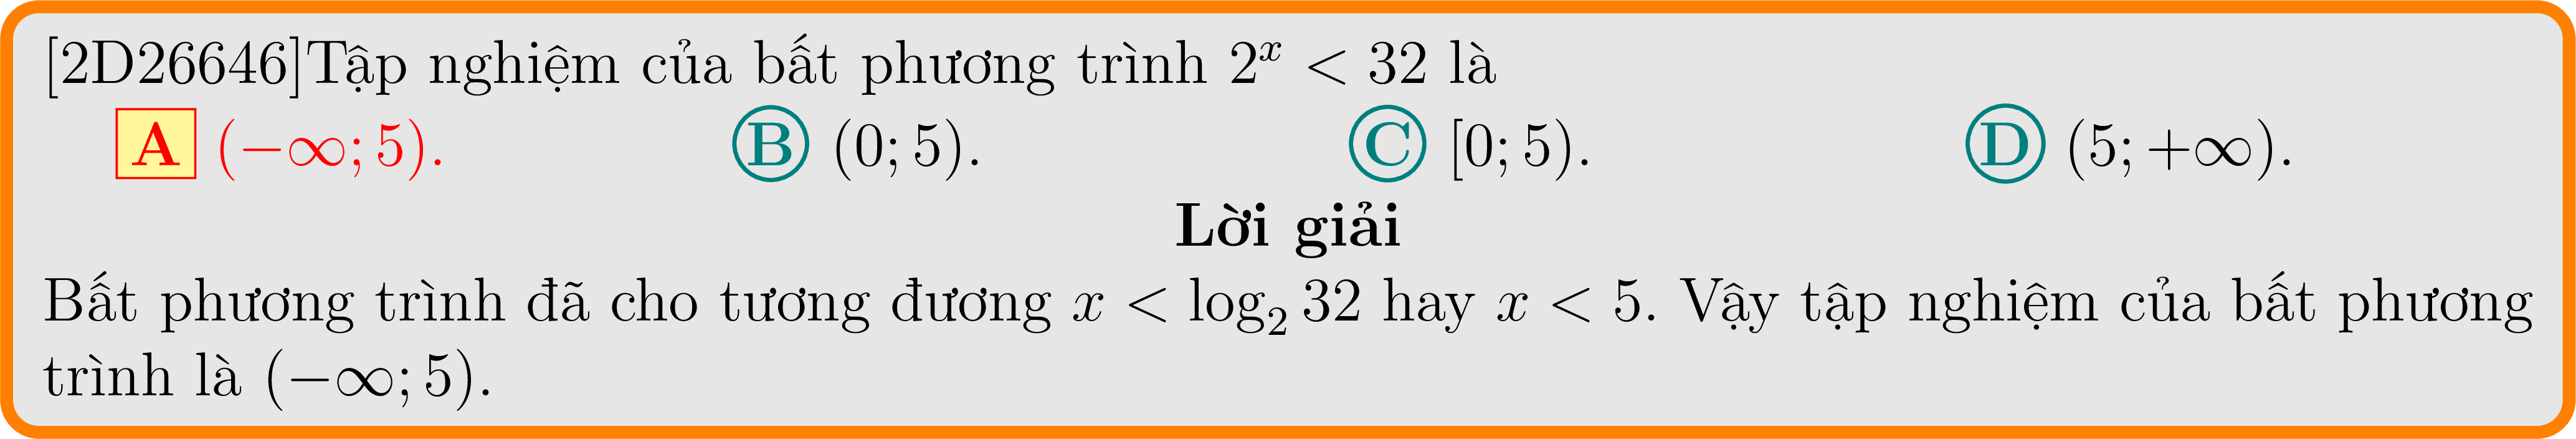 [2D26646]Tập nghiệm của bất phương trình $2^x < 32$ là
A $(-\infty; 5)$. B $(0; 5)$. C $[0; 5)$. D $(5; +\infty)$.
Lời giải
Bất phương trình đã cho tương đương $x < \log_2 32$ hay $x < 5$. Vậy tập nghiệm của bất phương
trình là $(-\infty; 5)$.